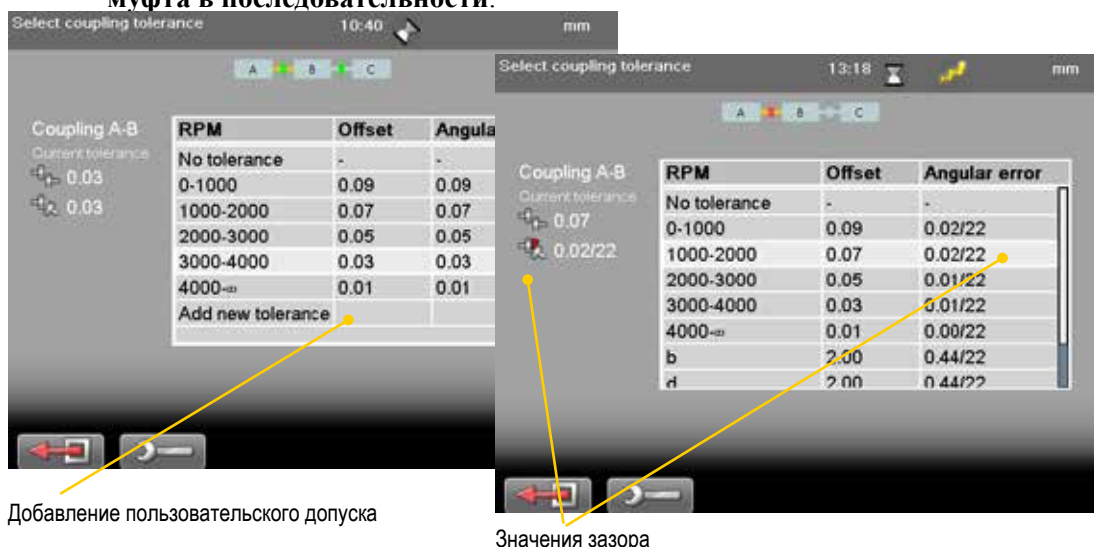 муфта в последовательности.
Select coupling tolerance 10:40 mm
A B C
Coupling A-B
Current tolerance
0.03
0.03
RPM Offset Angula
No tolerance - -
0-1000 0.09 0.09
1000-2000 0.07 0.07
2000-3000 0.05 0.05
3000-4000 0.03 0.03
4000-∞ 0.01 0.01
Add new tolerance
Добавление пользовательского допуска
Select coupling tolerance 13:18 mm
A B C
Coupling A-B
Current tolerance
0.07
0.02/22
RPM Offset Angular error
No tolerance - -
0-1000 0.09 0.02/22
1000-2000 0.07 0.02/22
2000-3000 0.05 0.01/22
3000-4000 0.03 0.01/22
4000-∞ 0.01 0.00/22
b 2.00 0.44/22
d 2.00 0.44/22
Значения зазора